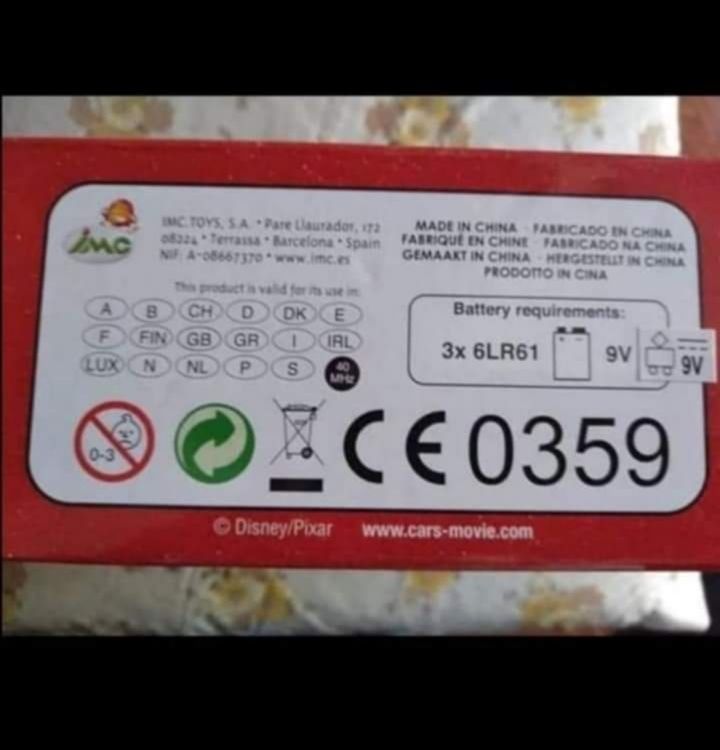 imc
IMC.TOYS, S.A. • Pare Llaurador, 172
08224 • Terrassa • Barcelona • Spain
NIF: A-08667370 • www.imc.es
This product is valid for its use in:
A B CH D DK E
F FIN GB GR I IRL
LUX N NL P S 40 MHz
MADE IN CHINA · FABRICADO EN CHINA
FABRIQUÉ EN CHINE · FABRICADO NA CHINA
GEMAAKT IN CHINA · HERGESTELLT IN CHINA
PRODOTTO IN CINA
Battery requirements:
3x 6LR61 9V 9V
0-3
CE 0359
© Disney/Pixar www.cars-movie.com